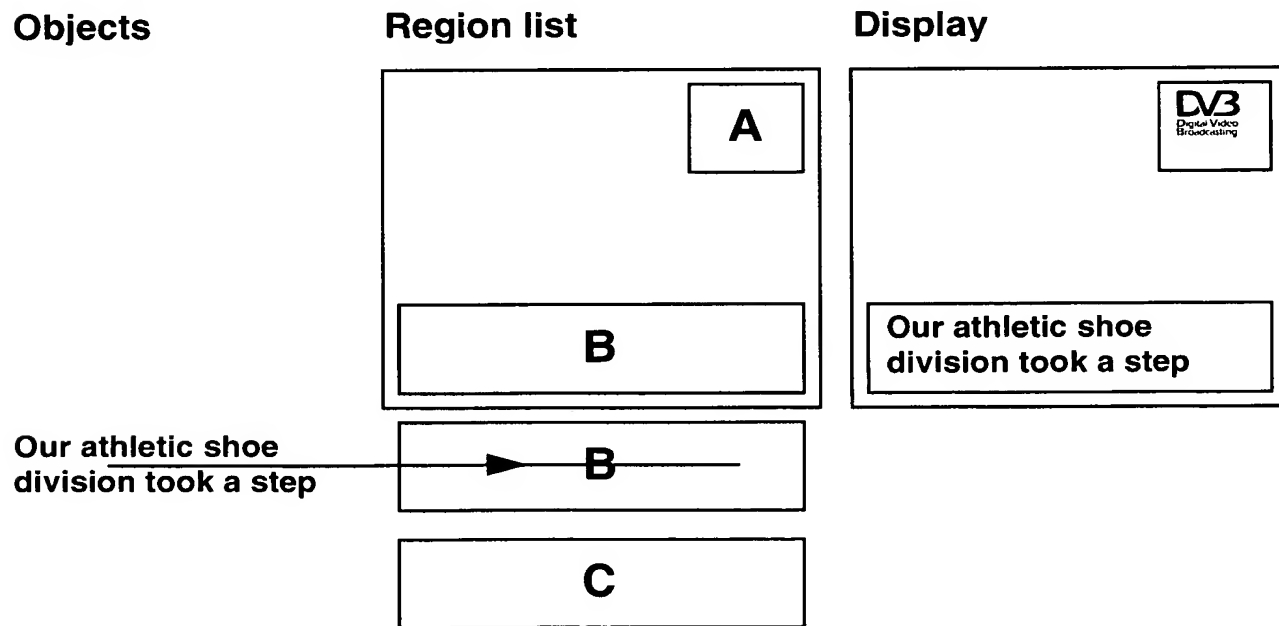 Objects
Region list
Display
A
DVB
Digital Video
Broadcasting
B
Our athletic shoe
division took a step
Our athletic shoe
division took a step
B
C